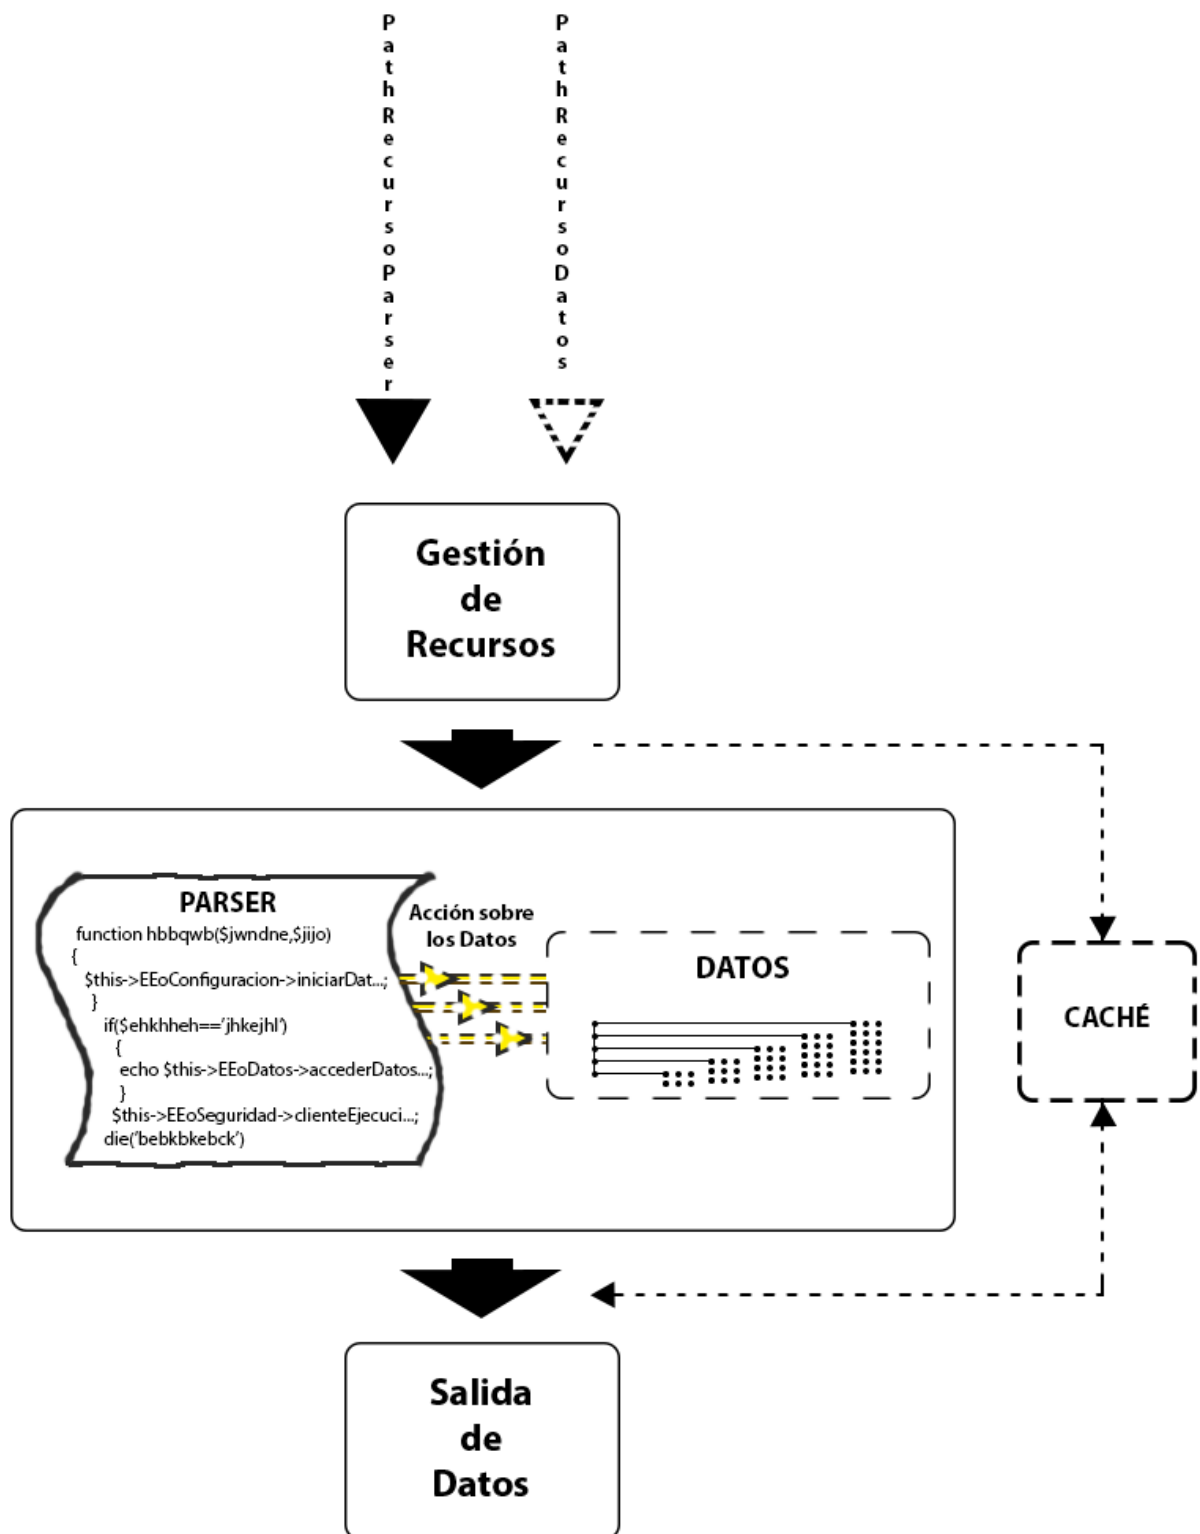 PathRecursoParser
PathRecursoDatos
Gestión
de
Recursos
PARSER
function hbbqwb($jwndne,$jijo)
{
$this->EEoConfiguracion->iniciarDat...;
}
if($ehkhheh=='jhkejhl')
{
echo $this->EEoDatos->accederDatos...;
}
$this->EEoSeguridad->clienteEjecuci...;
die('bebkbkebck')
Acción sobre
los Datos
DATOS
CACHÉ
Salida
de
Datos